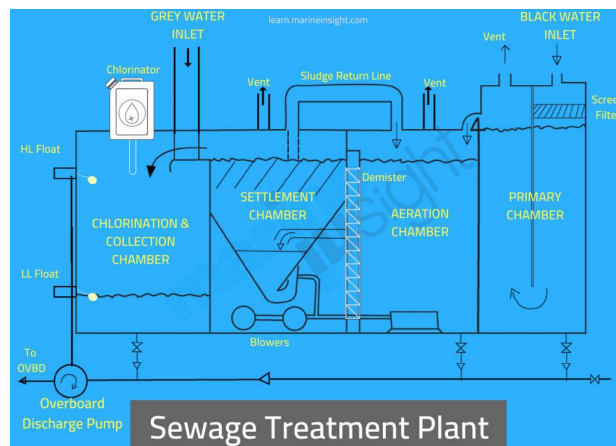 GREY WATER
INLET
learn.marineinsight.com
BLACK WATER
INLET
Vent
Chlorinator
Vent
Sludge Return Line
Vent
Screen
Filter
HL Float
Demister
SETTLEMENT
CHAMBER
CHLORINATION &
COLLECTION
CHAMBER
AERATION
CHAMBER
PRIMARY
CHAMBER
LL Float
Blowers
To
OVBD
Overboard
Discharge Pump
Sewage Treatment Plant